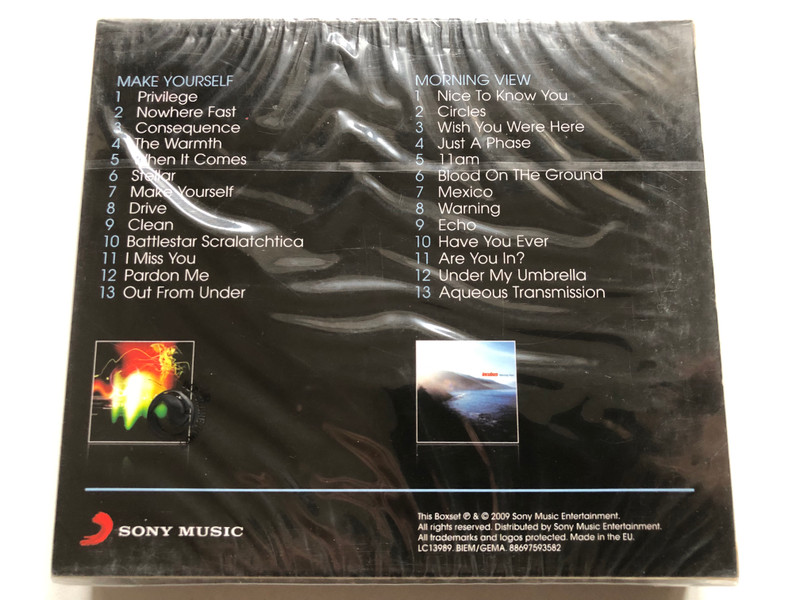 MAKE YOURSELF
1 Privilege
2 Nowhere Fast
3 Consequence
4 The Warmth
5 When It Comes
6 Stellar
7 Make Yourself
8 Drive
9 Clean
10 Battlestar Scralatchtica
11 I Miss You
12 Pardon Me
13 Out From Under
MORNING VIEW
1 Nice To Know You
2 Circles
3 Wish You Were Here
4 Just A Phase
5 11am
6 Blood On THe Ground
7 Mexico
8 Warning
9 Echo
10 Have You Ever
11 Are You In?
12 Under My Umbrella
13 Aqueous Transmission
SONY MUSIC
This Boxset ℗ & © 2009 Sony Music Entertainment.
All rights reserved. Distributed by Sony Music Entertainment.
All trademarks and logos protected. Made in the EU.
LC13989. BIEM/GEMA. 88697593582